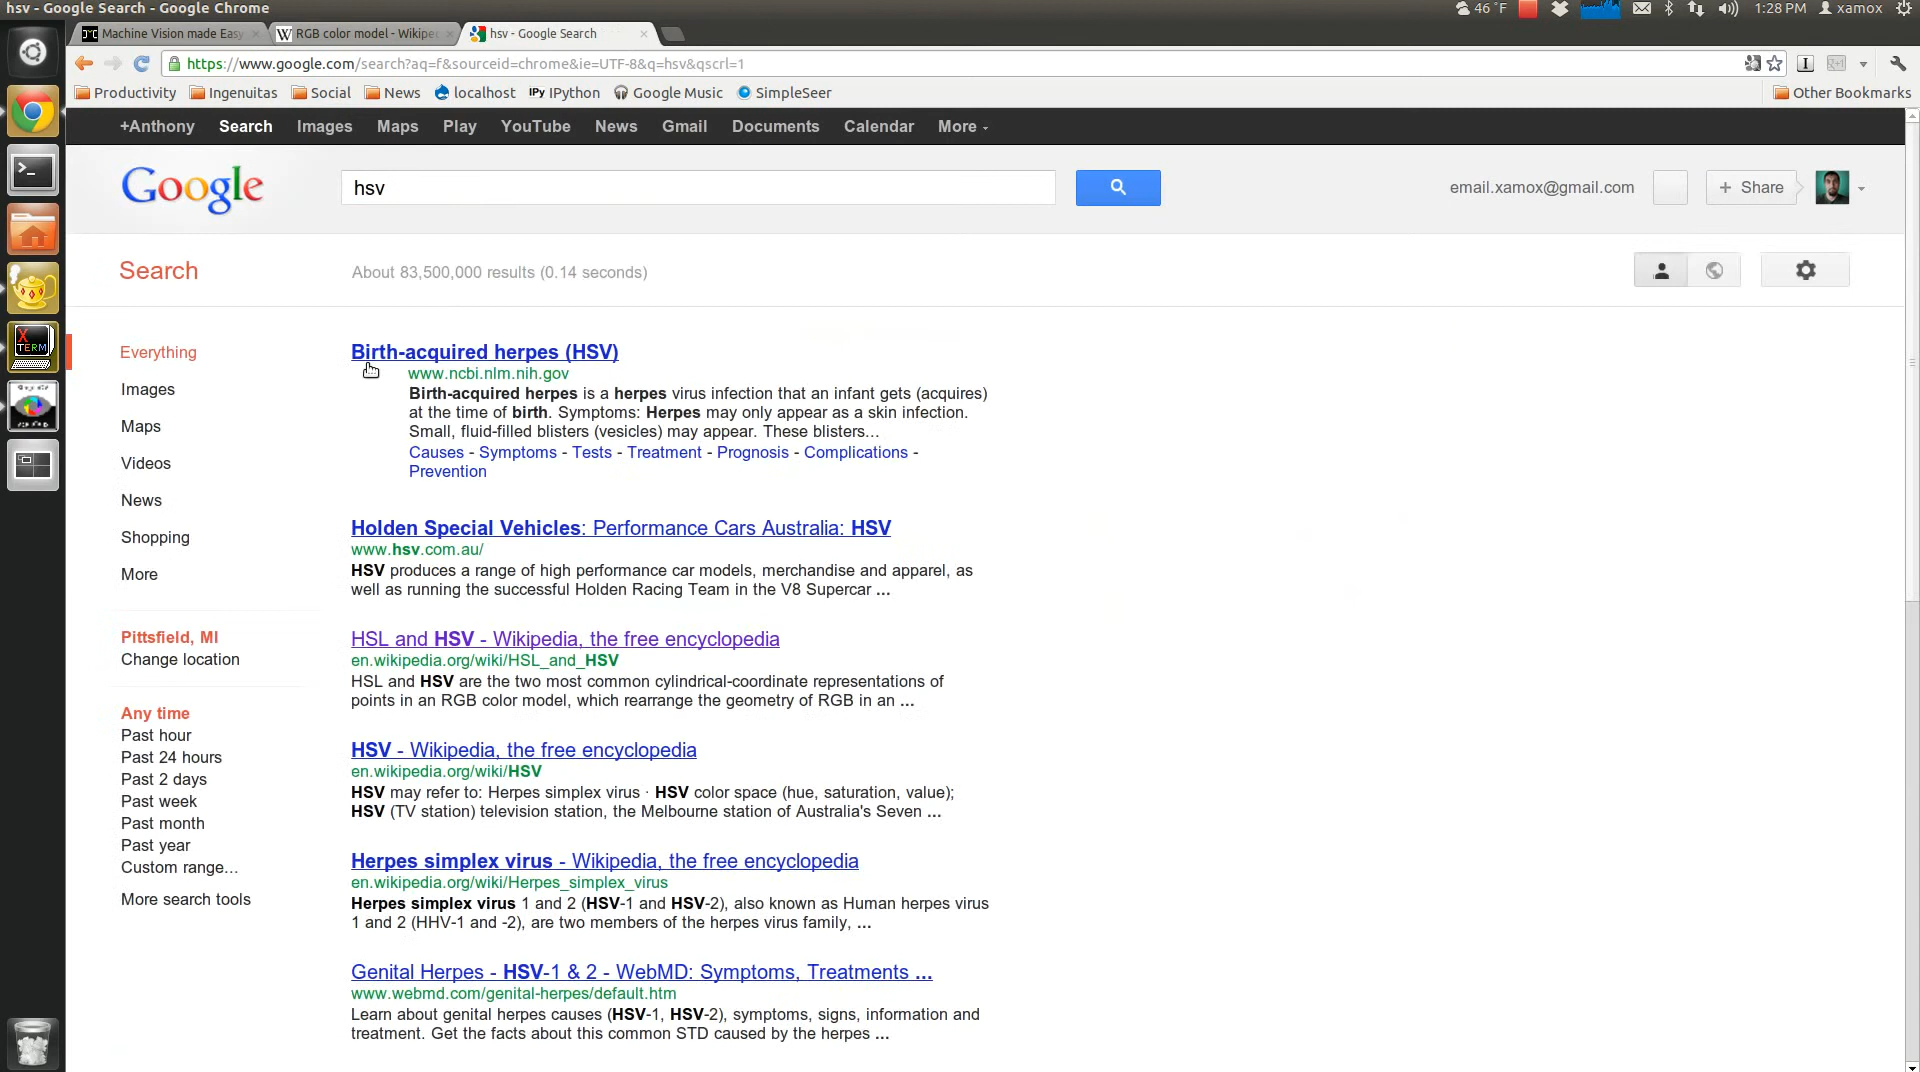 hsv - Google Search - Google Chrome
46 °F
1:28 PM
xamox
Machine Vision made Easy
RGB color model - Wikipe
hsv - Google Search
https://www.google.com/search?aq=f&sourceid=chrome&ie=UTF-8&q=hsv&qscrl=1
Productivity
Ingenuitas
Social
News
localhost
IPy IPython
Google Music
SimpleSeer
Other Bookmarks
+Anthony
Search
Images
Maps
Play
YouTube
News
Gmail
Documents
Calendar
More
Google
hsv
email.xamox@gmail.com
+ Share
Search
About 83,500,000 results (0.14 seconds)
Everything
Images
Maps
Videos
News
Shopping
More
Pittsfield, MI
Change location
Any time
Past hour
Past 24 hours
Past 2 days
Past week
Past month
Past year
Custom range...
More search tools
Birth-acquired herpes (HSV)
www.ncbi.nlm.nih.gov
Birth-acquired herpes is a herpes virus infection that an infant gets (acquires)
at the time of birth. Symptoms: Herpes may only appear as a skin infection.
Small, fluid-filled blisters (vesicles) may appear. These blisters...
Causes - Symptoms - Tests - Treatment - Prognosis - Complications -
Prevention
Holden Special Vehicles: Performance Cars Australia: HSV
www.hsv.com.au/
HSV produces a range of high performance car models, merchandise and apparel, as
well as running the successful Holden Racing Team in the V8 Supercar ...
HSL and HSV - Wikipedia, the free encyclopedia
en.wikipedia.org/wiki/HSL_and_HSV
HSL and HSV are the two most common cylindrical-coordinate representations of
points in an RGB color model, which rearrange the geometry of RGB in an ...
HSV - Wikipedia, the free encyclopedia
en.wikipedia.org/wiki/HSV
HSV may refer to: Herpes simplex virus · HSV color space (hue, saturation, value);
HSV (TV station) television station, the Melbourne station of Australia's Seven ...
Herpes simplex virus - Wikipedia, the free encyclopedia
en.wikipedia.org/wiki/Herpes_simplex_virus
Herpes simplex virus 1 and 2 (HSV-1 and HSV-2), also known as Human herpes virus
1 and 2 (HHV-1 and -2), are two members of the herpes virus family, ...
Genital Herpes - HSV-1 & 2 - WebMD: Symptoms, Treatments ...
www.webmd.com/genital-herpes/default.htm
Learn about genital herpes causes (HSV-1, HSV-2), symptoms, signs, information and
treatment. Get the facts about this common STD caused by the herpes ...
X
TERM